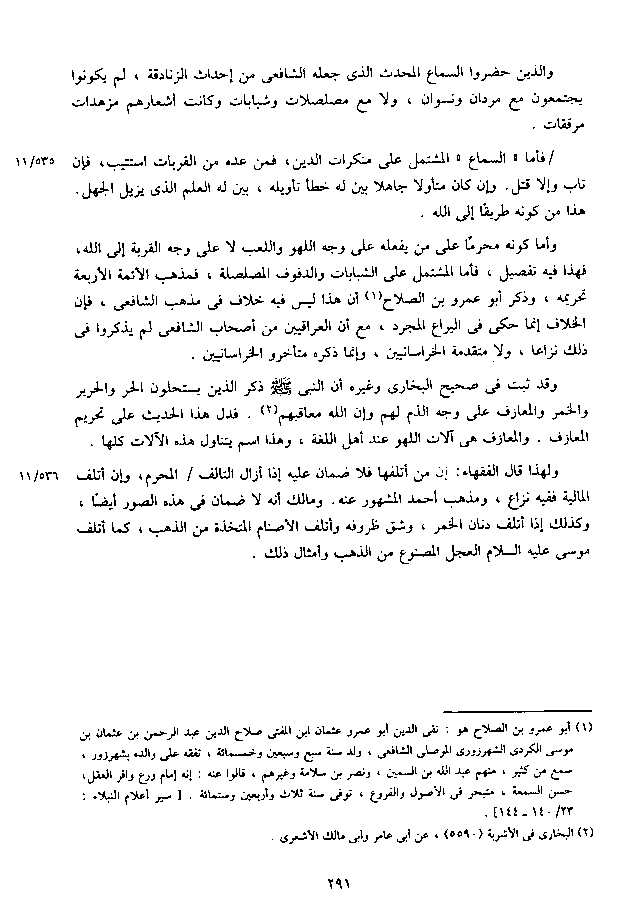 والذين حضروا السماع المحدث الذى جعله الشافعى من إحداث الزنادقة ، لم يكونوا
يجتمعون مع مردان ونسوان ، ولا مع مصلصلات وشبابات وكانت أشعارهم مزهدات
مرققات .
١١/٥٣٥ / فأما « السماع » المشتمل على منكرات الدين، فمن عده من القربات استتيب، فإن
تاب وإلا قتل. وإن كان متأولا جاهلا بين له خطأ تأويله ، بين له العلم الذى يزيل الجهل.
هذا من كونه طريقًا إلى الله .
وأما كونه محرمًا على من يفعله على وجه اللهو واللعب لا على وجه القربة إلى الله،
فهذا فيه تفصيل ، فأما المشتمل على الشبابات والدفوف المصلصلة ، فمذهب الأئمة الأربعة
تحريمه ، وذكر أبو عمرو بن الصلاح(١) أن هذا ليس فيه خلاف فى مذهب الشافعى ، فإن
الخلاف إنما حكى فى اليراع المجرد ، مع أن العراقيين من أصحاب الشافعى لم يذكروا فى
ذلك نزاعا ، ولا متقدمة الخراسانيين ، وإنما ذكره متأخرو الخراسانيين .
وقد ثبت فى صحيح البخارى وغيره أن النبى ﷺ ذكر الذين يستحلون الحر والحرير
والخمر والمعازف على وجه الذم لهم وإن الله معاقبهم(٢) . فدل هذا الحديث على تحريم
المعازف . والمعازف هى آلات اللهو عند أهل اللغة ، وهذا اسم يتناول هذه الآلات كلها .
١١/٥٣٦ ولهذا قال الفقهاء: إن من أتلفها فلا ضمان عليه إذا أزال التالف / المحرم، وإن أتلف
المالية ففيه نزاع ، ومذهب أحمد المشهور عنه. ومالك أنه لا ضمان فى هذه الصور أيضًا ،
وكذلك إذا أتلف دنان الخمر ، وشق ظروفه وأتلف الأصنام المتخذة من الذهب ، كما أتلف
موسى عليه السلام العجل المصنوع من الذهب وأمثال ذلك .
(١) أبو عمرو بن الصلاح هو : تقى الدين أبو عمرو عثمان ابن المفتى صلاح الدين عبد الرحمن بن عثمان بن
موسى الكردى الشهرزورى الموصلى الشافعى ، ولد سنة سبع وسبعين وخمسمائة ، تفقه على والده بشهرزور ،
سمع من كثير ، منهم عبد الله بن السمين ، ونصر بن سلامة وغيرهم ، قالوا عنه : إنه إمام ورع وافر العقل،
حسن السمعة ، متبحر فى الأصول والفروع ، توفى سنة ثلاث وأربعين وستمائة . [ سير أعلام النبلاء :
٢٣/ ١٤٠ ــ ١٤٤] .
(٢) البخارى فى الأشربة (٥٥٩٠) ، عن أبى عامر وأبى مالك الأشعرى .
٢٩١